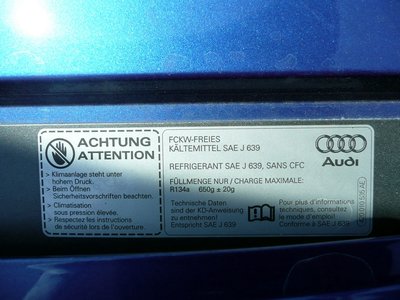 ACHTUNG
ATTENTION
> Klimaanlage steht unter
hohem Druck.
> Beim Öffnen
Sicherheitsvorschriften beachten.
> Climatisation
sous pression élevée.
> Respectez les instructions
de sécurité lors de l'ouverture.
FCKW-FREIES
KÄLTEMITTEL SAE J 639
REFRIGERANT SAE J 639, SANS CFC
FÜLLMENGE NUR / CHARGE MAXIMALE:
R134a 650g ± 20g
Technische Daten
sind der KD-Anweisung
zu entnehmen!
Entspricht SAE J 639
Pour plus d'informations
techniques, consultez
le mode d'emploi!
Conforme à SAE J 639
Audi